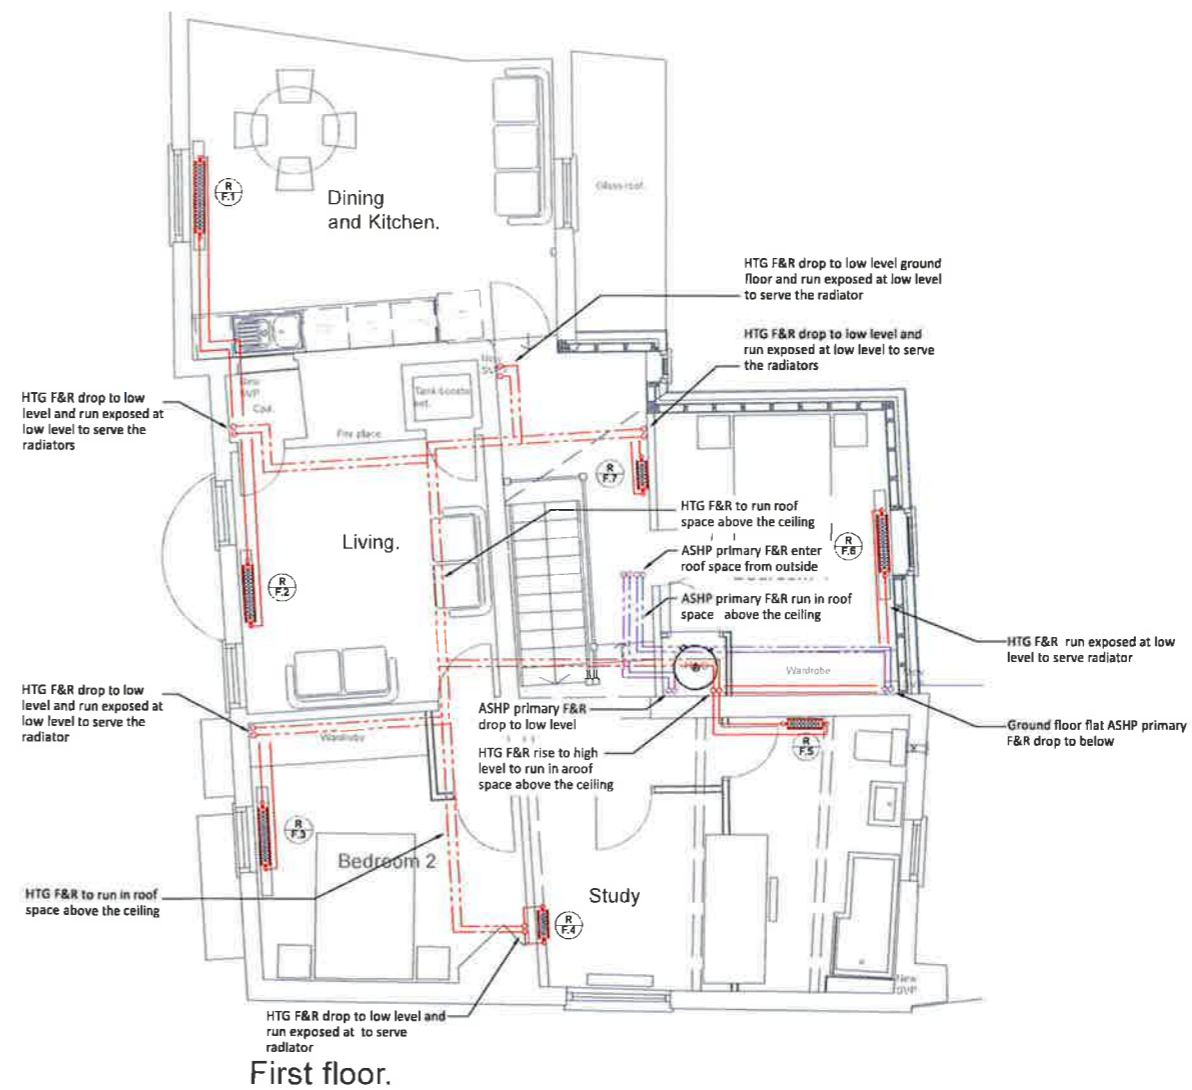 R
F.1
Dining
and Kitchen.
Glass roof.
HTG F&R drop to low level ground
floor and run exposed at low level
to serve the radiator
HTG F&R drop to low level and
run exposed at low level to serve
the radiators
New
SVP
Cpd.
Fire place
HTG F&R drop to low
level and run exposed at
low level to serve the
radiators
R
F.7
HTG F&R to run roof
space above the ceiling
Living.
ASHP primary F&R enter
roof space from outside
R
F.6
R
F.2
ASHP primary F&R run in roof
space above the ceiling
HTG F&R run exposed at low
level to serve radiator
Wardrobe
HTG F&R drop to low
level and run exposed at
low level to serve the
radiator
ASHP primary F&R
drop to low level
Ground floor flat ASHP primary
F&R drop to below
Wardrobe
R
F.5
HTG F&R rise to high
level to run in aroof
space above the ceiling
R
F.3
Bedroom 2
HTG F&R to run in roof
space above the ceiling
Study
R
F.4
New
SVP
HTG F&R drop to low level and
run exposed at to serve
radiator
First floor.